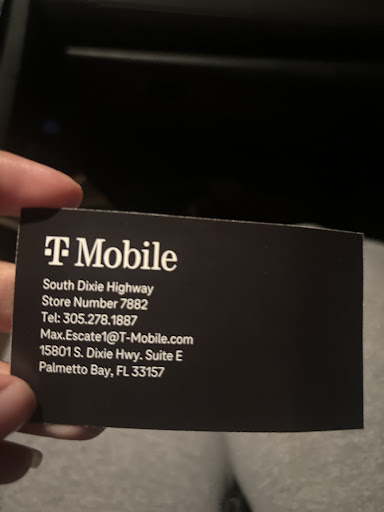 T Mobile
South Dixie Highway
Store Number 7882
Tel: 305.278.1887
Max.Escate1@T-Mobile.com
15801 S. Dixie Hwy. Suite E
Palmetto Bay, FL 33157